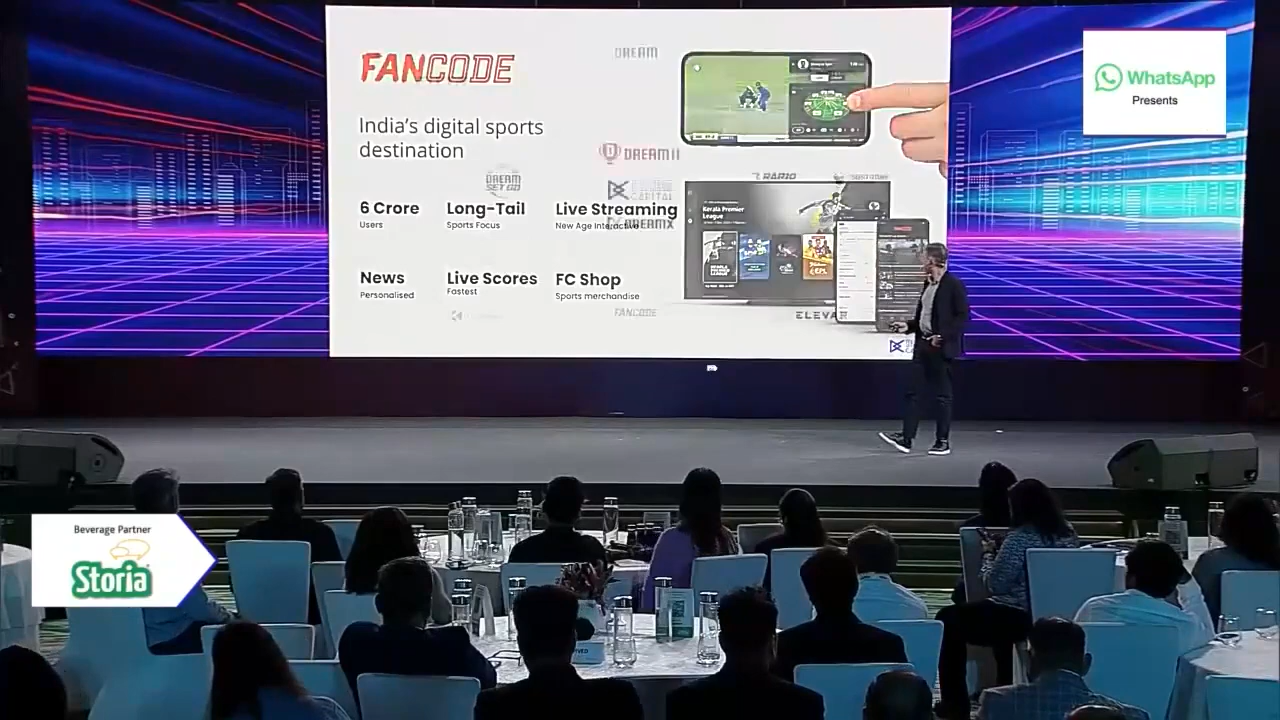 FANCODE
India's digital sports
destination
6 Crore
Users
Long-Tail
Sports Focus
Live Streaming
New Age Interactive
News
Personalised
Live Scores
Fastest
FC Shop
Sports merchandise
DREAM
DREAM11
DREAM
SET GO
CAPITAL
DREAMX
RARIO
FANCODE
ELEVA
Kerala Premier
League
WhatsApp
Presents
Beverage Partner
Storia